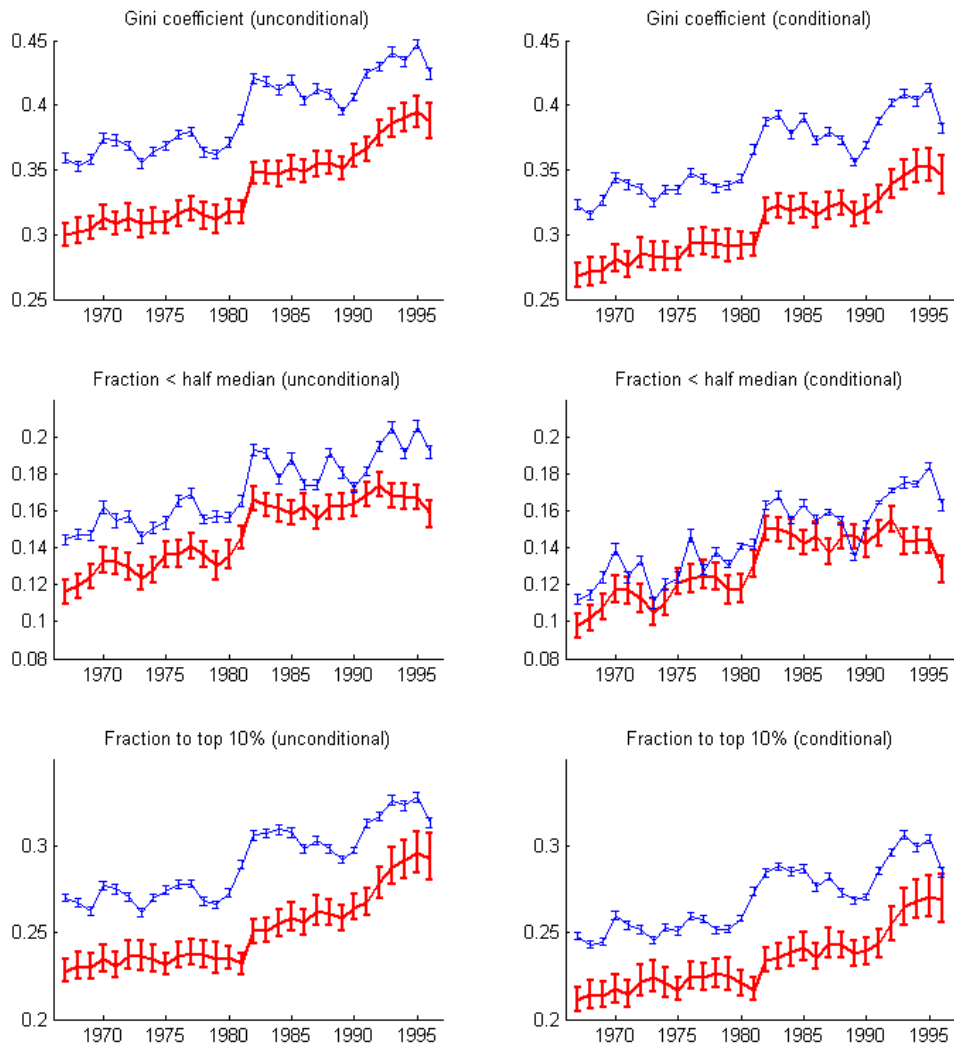 Gini coefficient (unconditional)
0.45
0.4
0.35
0.3
0.25
1970 1975 1980 1985 1990 1995
Gini coefficient (conditional)
0.45
0.4
0.35
0.3
0.25
1970 1975 1980 1985 1990 1995
Fraction < half median (unconditional)
0.2
0.18
0.16
0.14
0.12
0.1
0.08
1970 1975 1980 1985 1990 1995
Fraction < half median (conditional)
0.2
0.18
0.16
0.14
0.12
0.1
0.08
1970 1975 1980 1985 1990 1995
Fraction to top 10% (unconditional)
0.3
0.25
0.2
1970 1975 1980 1985 1990 1995
Fraction to top 10% (conditional)
0.3
0.25
0.2
1970 1975 1980 1985 1990 1995